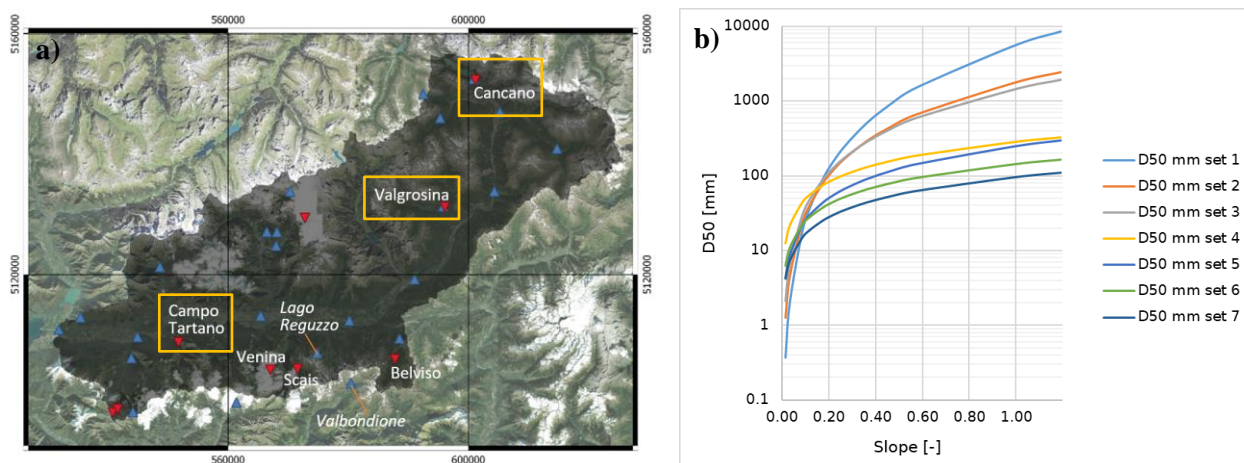 a)
560000
600000
5160000
5160000
Cancano
Valgrosina
5120000
5120000
Campo
Tartano
Lago
Reguzzo
Venina
Scais
Belviso
Valbondione
560000
600000
b)
10000
1000
100
10
1
0.1
D50 [mm]
0.00
0.20
0.40
0.60
0.80
1.00
Slope [-]
D50 mm set 1
D50 mm set 2
D50 mm set 3
D50 mm set 4
D50 mm set 5
D50 mm set 6
D50 mm set 7